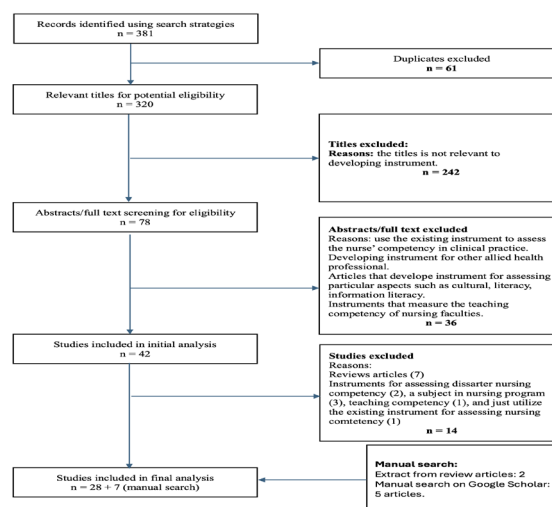 Records identified using search strategies
n = 381
Duplicates excluded
n = 61
Relevant titles for potential eligibility
n = 320
Titles excluded:
Reasons: the titles is not relevant to
developing instrument.
n = 242
Abstracts/full text screening for eligibility
n = 78
Abstracts/full text excluded
Reasons: use the existing instrument to assess
the nurse' competency in clinical practice.
Developing instrument for other allied health
professional.
Articles that develop instrument for assessing
particular aspects such as cultural, literacy,
information literacy.
Instruments that measure the teaching
competency of nursing faculties.
n = 36
Studies included in initial analysis
n = 42
Studies excluded
Reasons:
Reviews articles (7)
Instruments for assessing dissarter nursing
competency (2), a subject in nursing program
(3), teaching competency (1), and just utilize
the existing instrument for assessing nursing
comtetency (1)
n = 14
Manual search:
Extract from review articles: 2
Manual search on Google Scholar:
5 articles.
Studies included in final analysis
n = 28 + 7 (manual search)